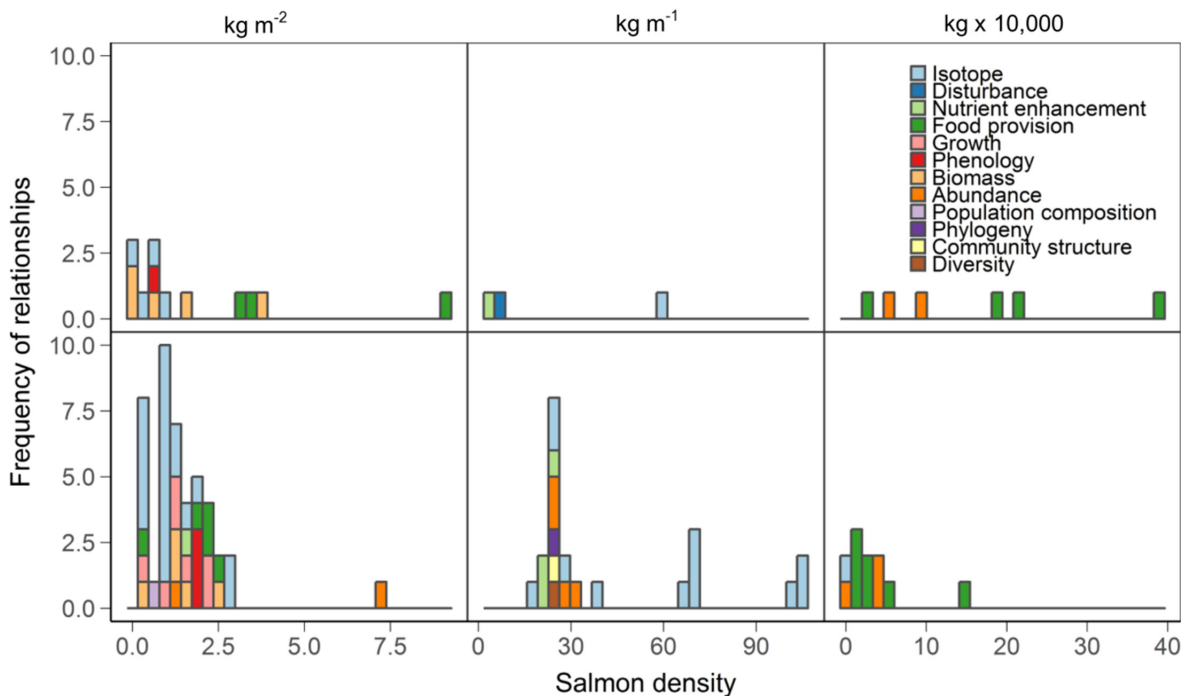 kg m-2
kg m-1
kg x 10,000
10.0
7.5
5.0
2.5
0.0
Isotope
Disturbance
Nutrient enhancement
Food provision
Growth
Phenology
Biomass
Abundance
Population composition
Phylogeny
Community structure
Diversity
Frequency of relationships
10.0
7.5
5.0
2.5
0.0
0.0 2.5 5.0 7.5
0 30 60 90
0 10 20 30 40
Salmon density